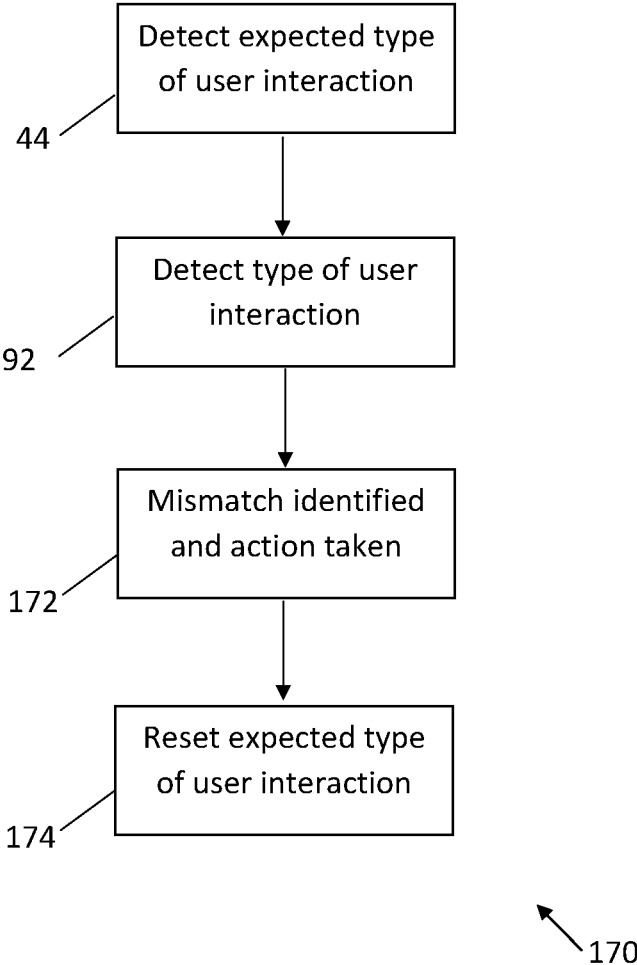 Detect expected type
of user interaction
44
Detect type of user
interaction
92
Mismatch identified
and action taken
172
Reset expected type
of user interaction
174
170